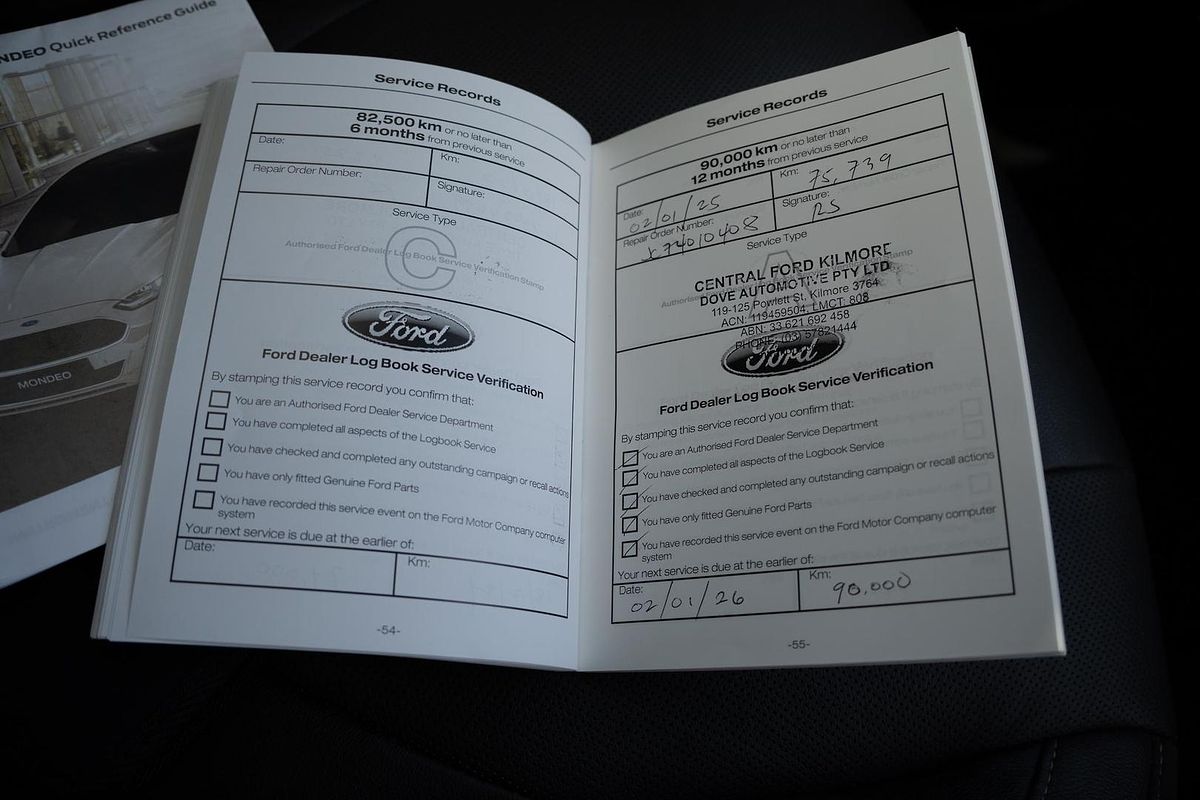 MONDEO Quick Reference Guide
MONDEO
Service Records
82,500 km or no later than
6 months from previous service
Date:
Km:
Repair Order Number:
Signature:
Service Type
C
Authorised Ford Dealer Log Book Service Verification Stamp
Ford
Ford Dealer Log Book Service Verification
By stamping this service record you confirm that:
You are an Authorised Ford Dealer Service Department
You have completed all aspects of the Logbook Service
You have checked and completed any outstanding campaign or recall actions
You have only fitted Genuine Ford Parts
You have recorded this service event on the Ford Motor Company computer
system
Your next service is due at the earlier of:
Date:
Km:
-54-
Service Records
90,000 km or no later than
12 months from previous service
Date: 02/01/25
Km: 75,739
Repair Order Number:
Signature: RS
Service Type
A
CENTRAL FORD KILMORE
DOVE AUTOMOTIVE PTY LTD
119-125 Powlett St, Kilmore 3764
ACN: 119459504, LMCT: 808
ABN: 33 621 692 458
PHONE: (03) 57821444
Ford
Ford Dealer Log Book Service Verification
By stamping this service record you confirm that:
You are an Authorised Ford Dealer Service Department
You have completed all aspects of the Logbook Service
You have checked and completed any outstanding campaign or recall actions
You have only fitted Genuine Ford Parts
You have recorded this service event on the Ford Motor Company computer
system
Your next service is due at the earlier of:
Date: 02/01/26
Km: 90,000
-55-